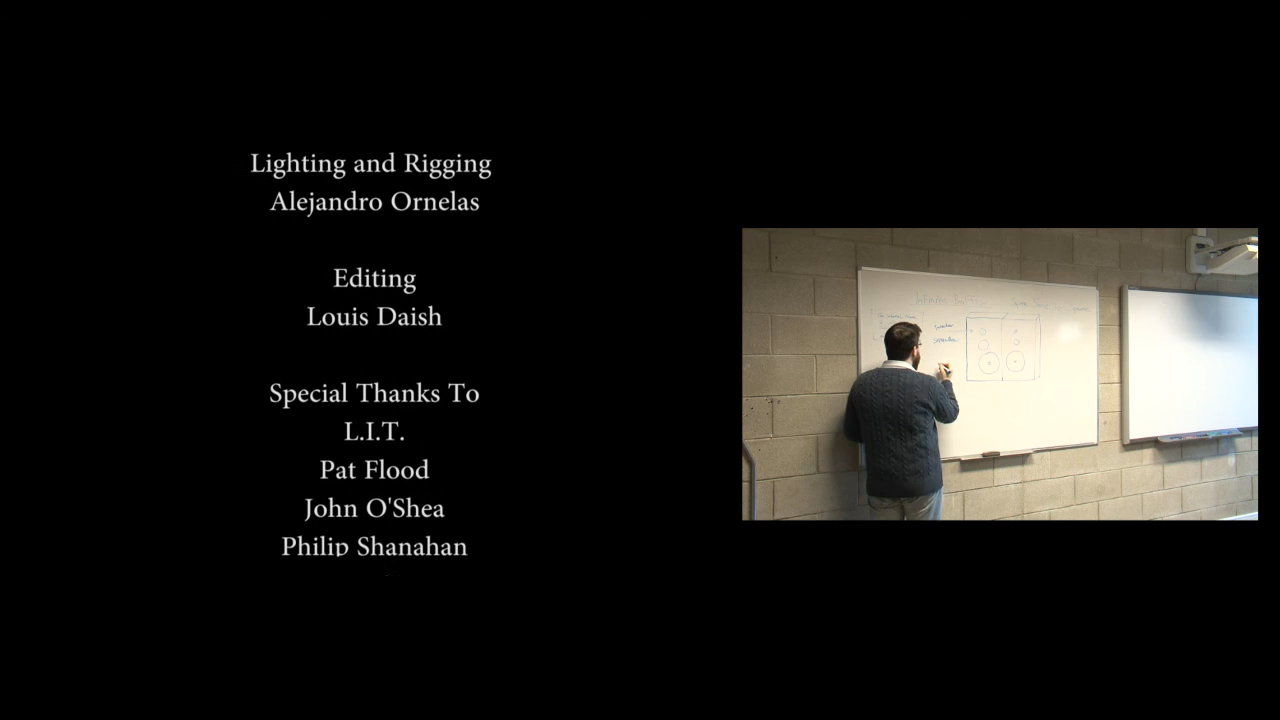 Lighting and Rigging
Alejandro Ornelas
Editing
Louis Daish
Special Thanks To
L.I.T.
Pat Flood
John O'Shea
Philip Shanahan